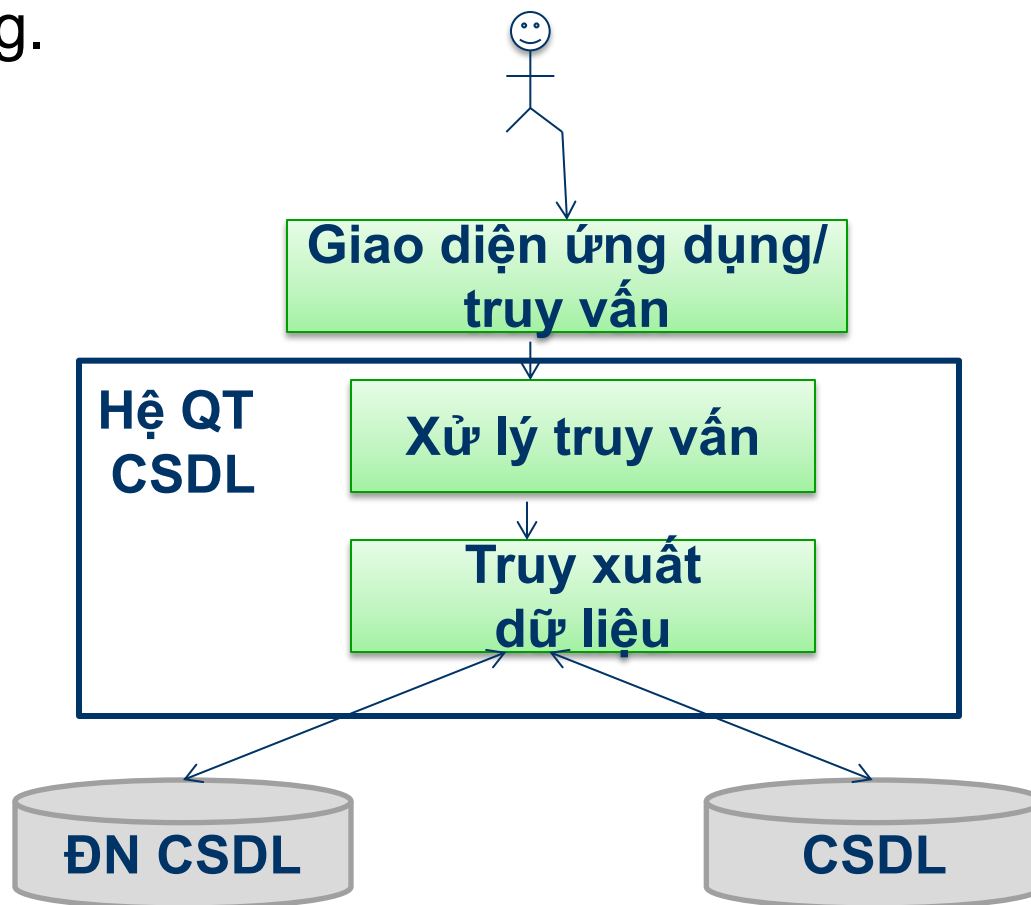 g.
Giao diện ứng dụng/
truy vấn
Hệ QT
CSDL
Xử lý truy vấn
Truy xuất
dữ liệu
ĐN CSDL
CSDL